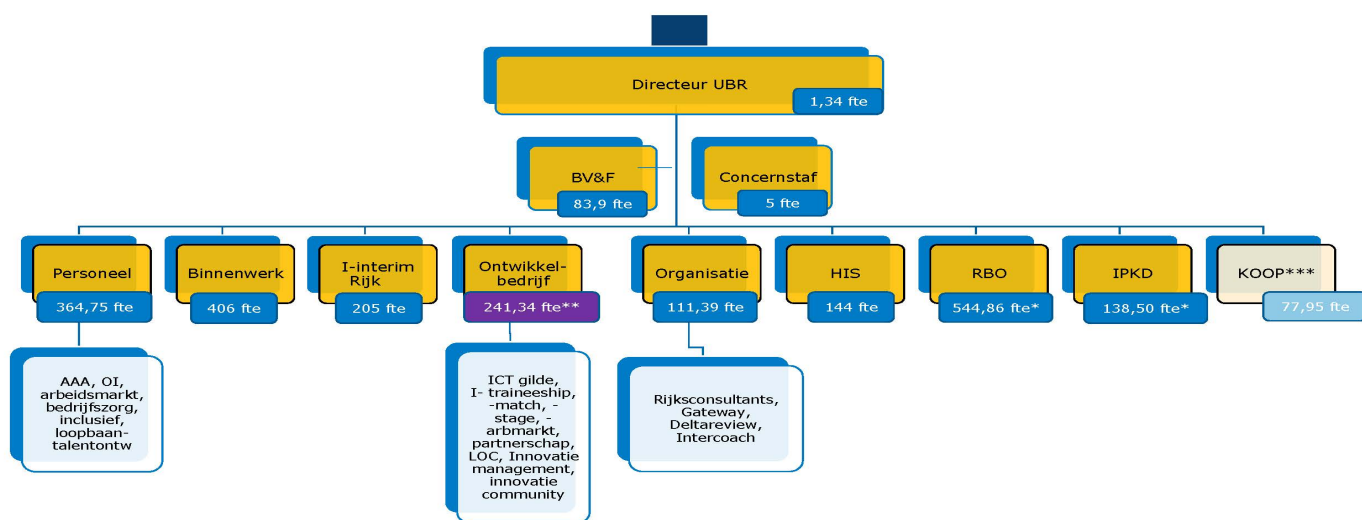 Directeur UBR
1,34 fte
BV&F
83,9 fte
Concernstaf
5 fte
Personeel
364,75 fte
Binnenwerk
406 fte
I-interim
Rijk
205 fte
Ontwikkel-
bedrijf
241,34 fte**
Organisatie
111,39 fte
HIS
144 fte
RBO
544,86 fte*
IPKD
138,50 fte*
KOOP***
77,95 fte
AAA, OI,
arbeidsmarkt,
bedrijfszorg,
inclusief,
loopbaan-
talentontw
ICT gilde,
I- traineeship,
-match, -
stage, -
arbmarkt,
partnerschap,
LOC, Innovatie
management,
innovatie
community
Rijksconsultants,
Gateway,
Deltareview,
Intercoach